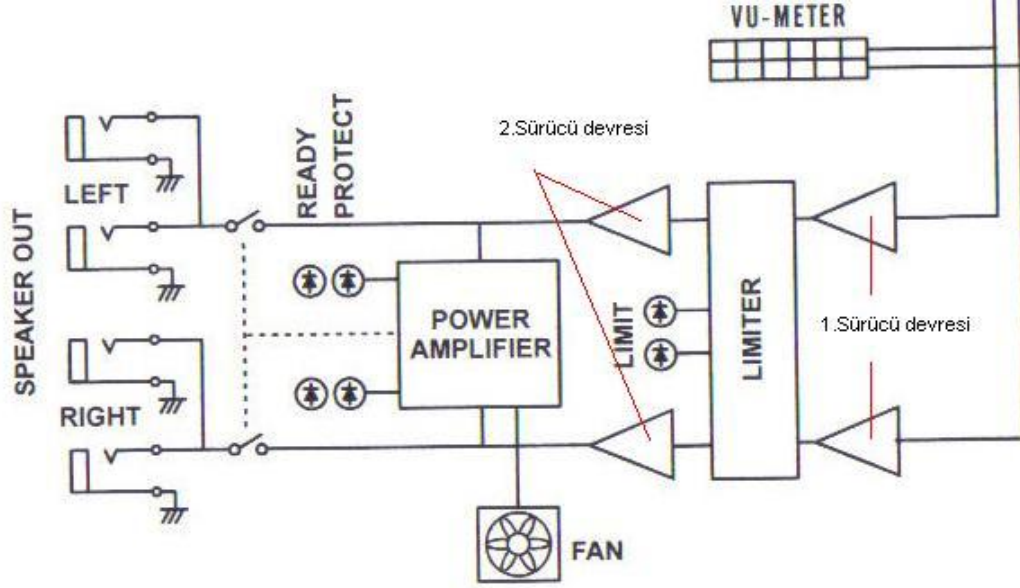 VU-METER
2.Sürücü devresi
READY
PROTECT
LEFT
SPEAKER OUT
POWER
AMPLIFIER
LIMIT
LIMITER
1.Sürücü devresi
RIGHT
FAN